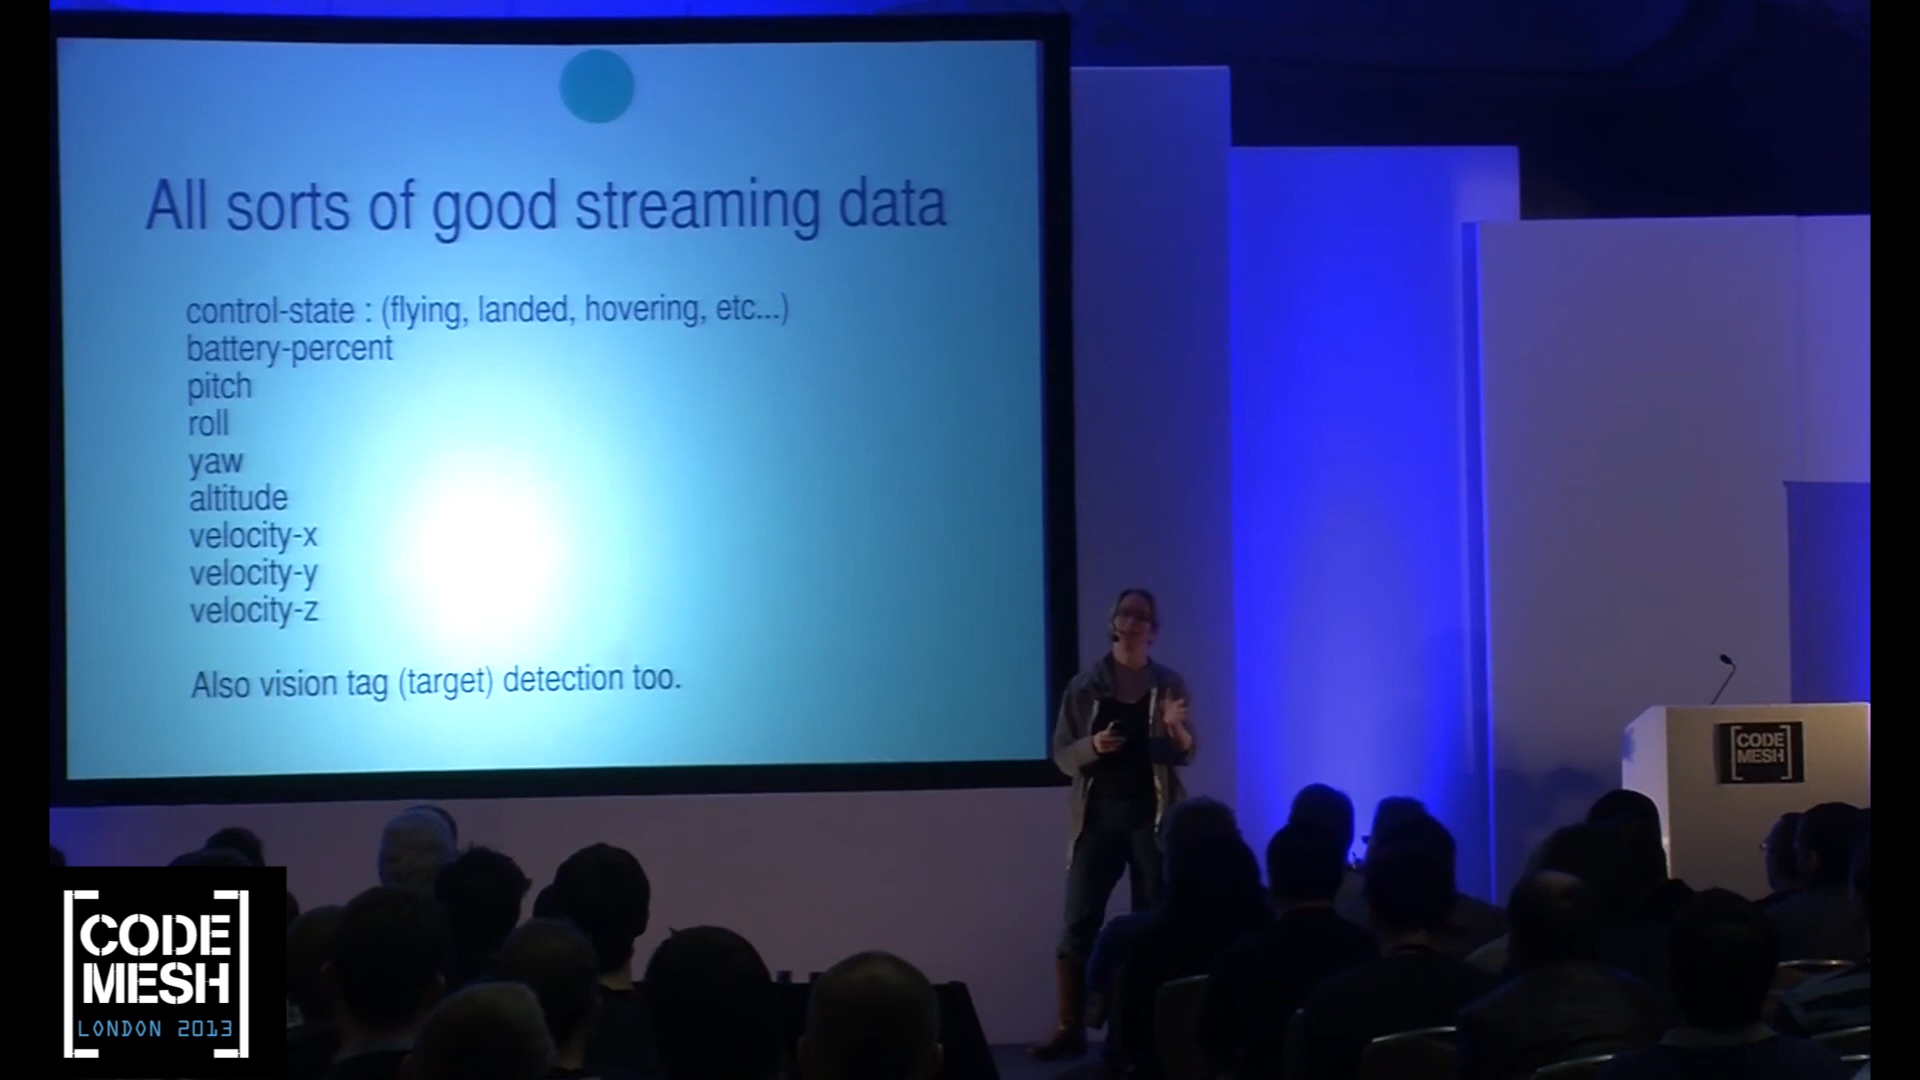 All sorts of good streaming data
control-state : (flying, landed, hovering, etc...)
battery-percent
pitch
roll
yaw
altitude
velocity-x
velocity-y
velocity-z
Also vision tag (target) detection too.
CODE
MESH
CODE
MESH
LONDON 2013